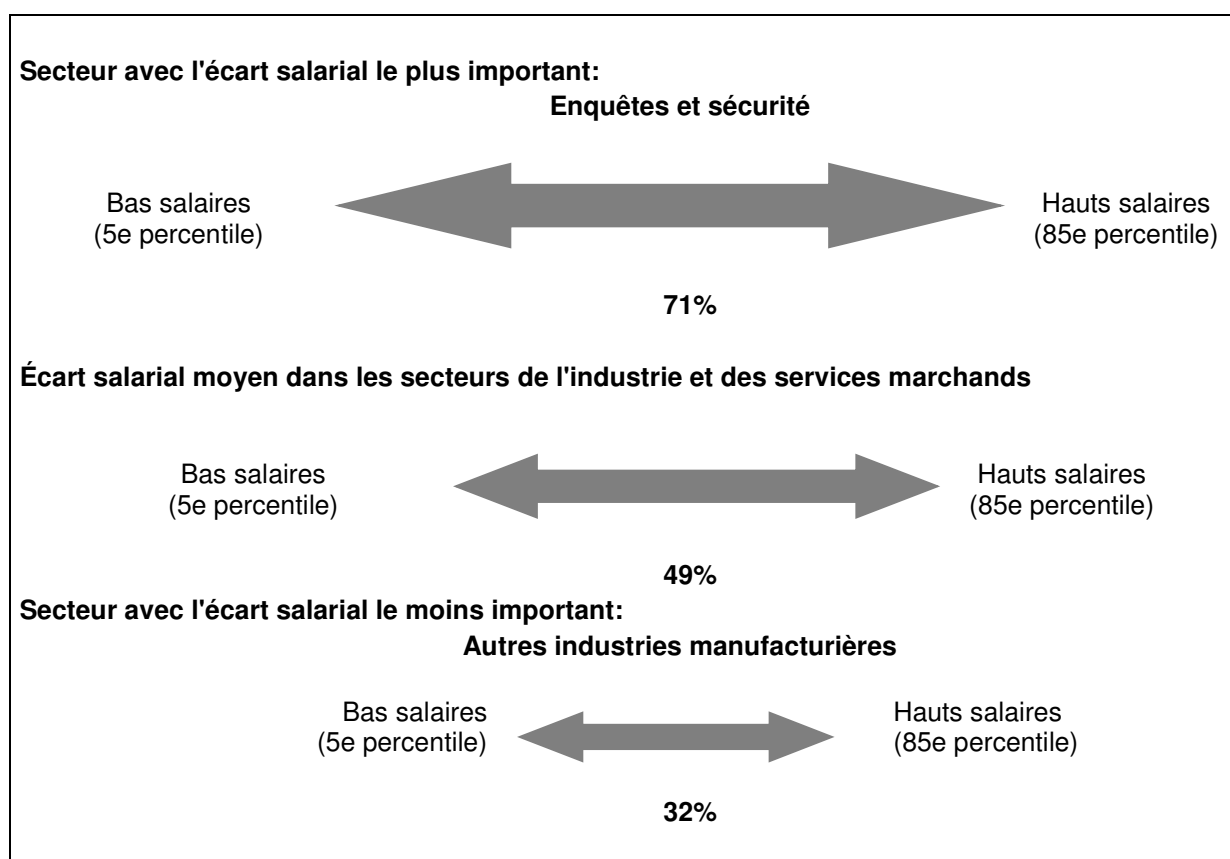 Secteur avec l'écart salarial le plus important:
Enquêtes et sécurité
Bas salaires
(5e percentile)
Hauts salaires
(85e percentile)
71%
Écart salarial moyen dans les secteurs de l'industrie et des services marchands
Bas salaires
(5e percentile)
Hauts salaires
(85e percentile)
49%
Secteur avec l'écart salarial le moins important:
Autres industries manufacturières
Bas salaires
(5e percentile)
Hauts salaires
(85e percentile)
32%